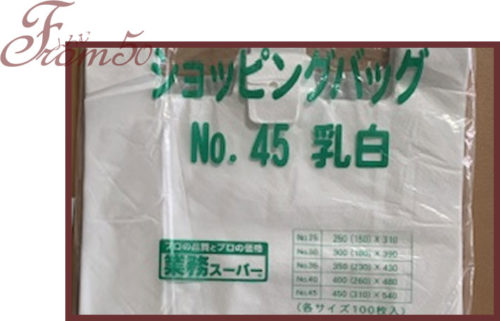 From50
ショッピングバッグ
No. 45 乳白
プロの品質とプロの価格
業務スーパー
No.25 250 (150) × 310
No.30 300 (180) × 390
No.35 350 (230) × 430
No.40 400 (260) × 480
No.45 450 (310) × 540
(各サイズ100枚入)